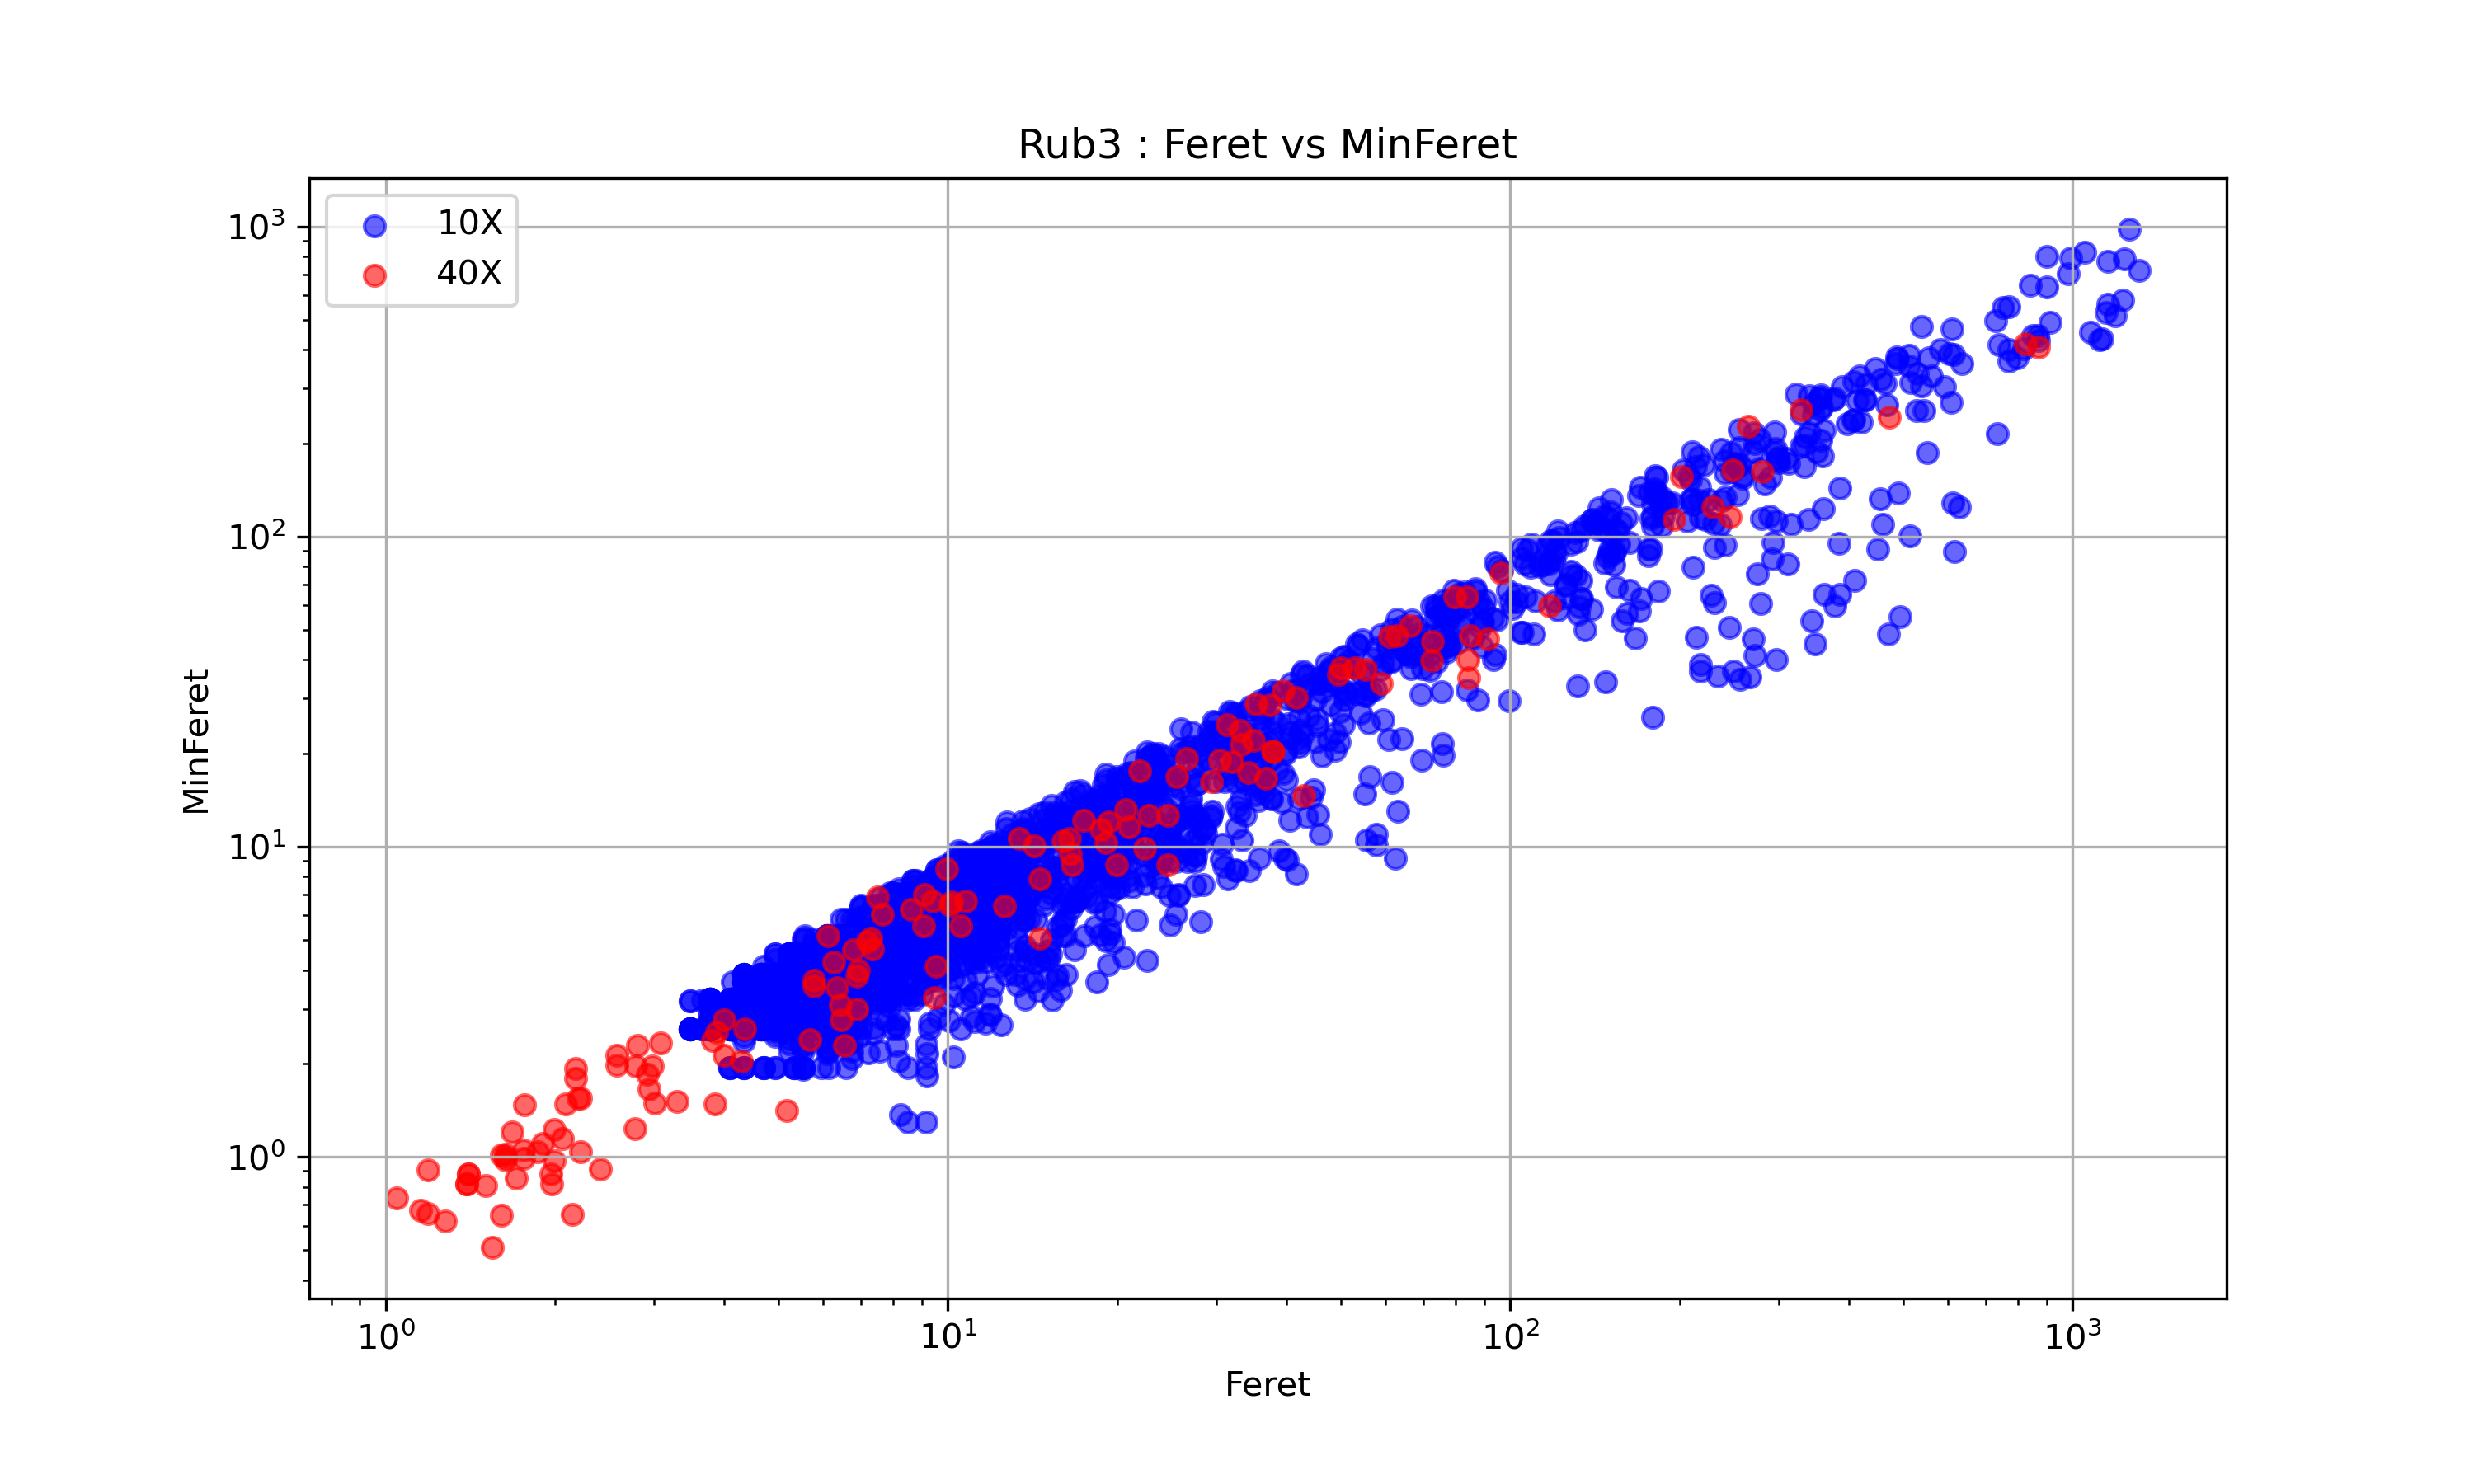 Rub3 : Feret vs MinFeret
10X
40X
10³
10²
10¹
10⁰
MinFeret
10⁰ 10¹ 10² 10³
Feret